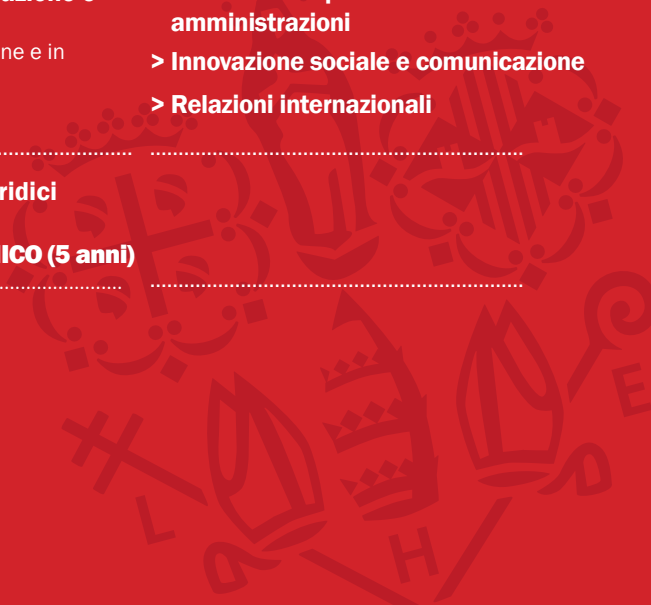 amministrazioni
ne e in
> Innovazione sociale e comunicazione
> Relazioni internazionali
ridici
ICO (5 anni)
L
H
E